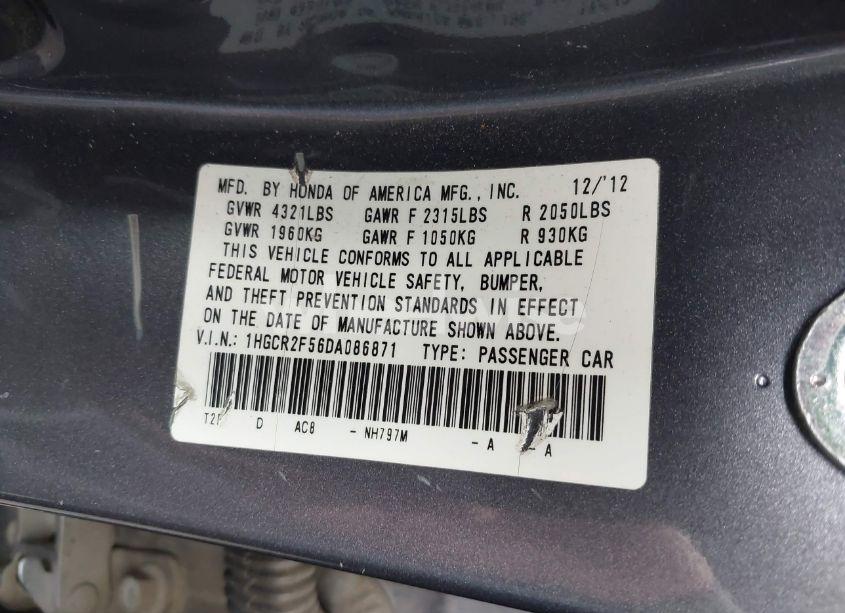 MFD. BY HONDA OF AMERICA MFG., INC. 12/'12
GVWR 4321LBS GAWR F 2315LBS R 2050LBS
GVWR 1960KG GAWR F 1050KG R 930KG
THIS VEHICLE CONFORMS TO ALL APPLICABLE
FEDERAL MOTOR VEHICLE SAFETY, BUMPER,
AND THEFT PREVENTION STANDARDS IN EFFECT
ON THE DATE OF MANUFACTURE SHOWN ABOVE.
V.I.N.: 1HGCR2F56DA086871 TYPE: PASSENGER CAR
D AC8 - NH797M - A - A